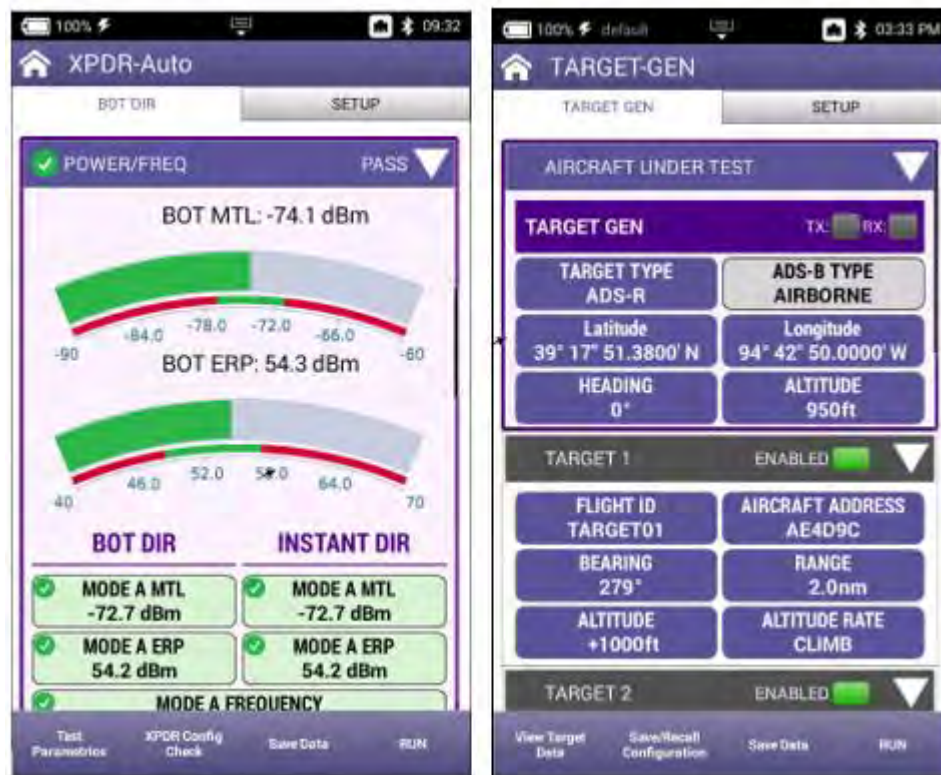 100%
09:32
XPDR-Auto
BOT DIR
SETUP
POWER/FREQ
PASS
BOT MTL: -74.1 dBm
-90
-84.0
-78.0
-72.0
-66.0
-60
BOT ERP: 54.3 dBm
40
46.0
52.0
64.0
70
BOT DIR
INSTANT DIR
MODE A MTL
-72.7 dBm
MODE A MTL
-72.7 dBm
MODE A ERP
54.2 dBm
MODE A ERP
54.2 dBm
MODE A FREQUENCY
Test Parametrics
XPDR Config Check
Save Data
RUN
100%
default
03:33 PM
TARGET-GEN
TARGET GEN
SETUP
AIRCRAFT UNDER TEST
TARGET GEN
TX:
RX:
TARGET TYPE
ADS-R
ADS-B TYPE
AIRBORNE
Latitude
39° 17" 51.3800' N
Longitude
94° 42" 50.0000' W
HEADING
0°
ALTITUDE
950ft
TARGET 1
ENABLED
FLIGHT ID
TARGET01
AIRCRAFT ADDRESS
AE4D9C
BEARING
279°
RANGE
2.0nm
ALTITUDE
+1000ft
ALTITUDE RATE
CLIMB
TARGET 2
ENABLED
View Target Data
Save/Recall Configuration
Save Data
RUN